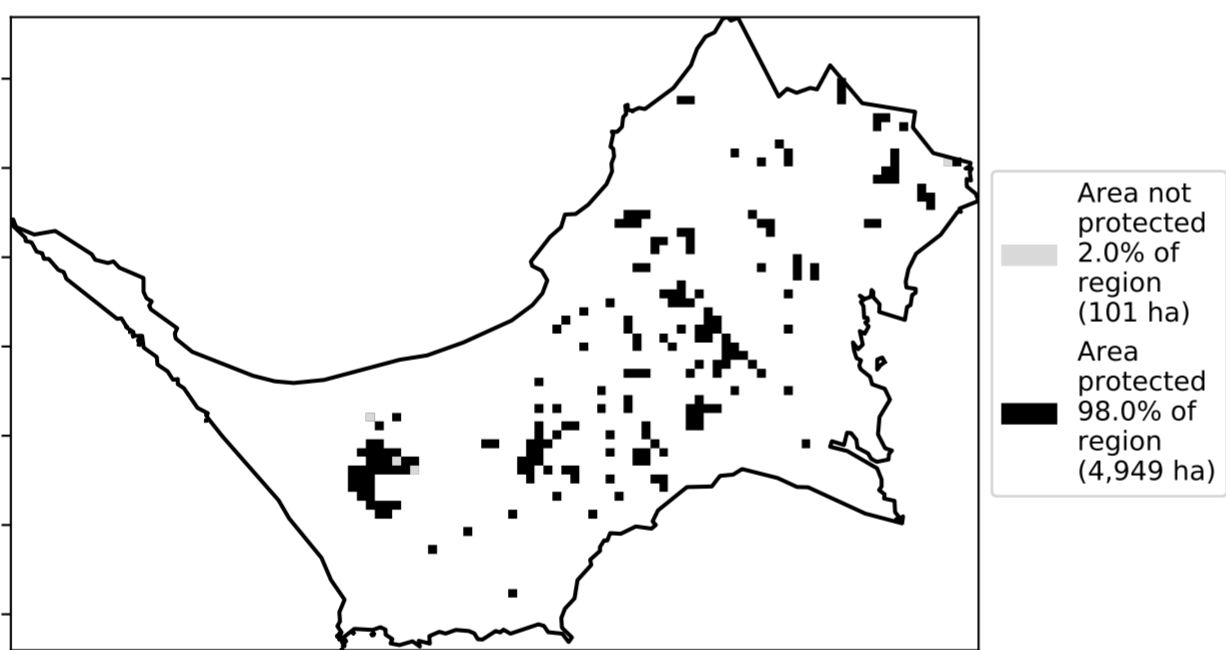 Area not
protected
2.0% of
region
(101 ha)
Area
protected
98.0% of
region
(4,949 ha)